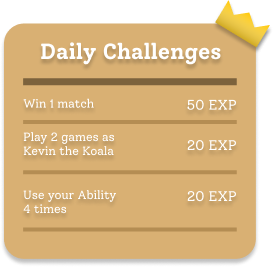 Daily Challenges
Win 1 match
50 EXP
Play 2 games as
Kevin the Koala
20 EXP
Use your Ability
4 times
20 EXP